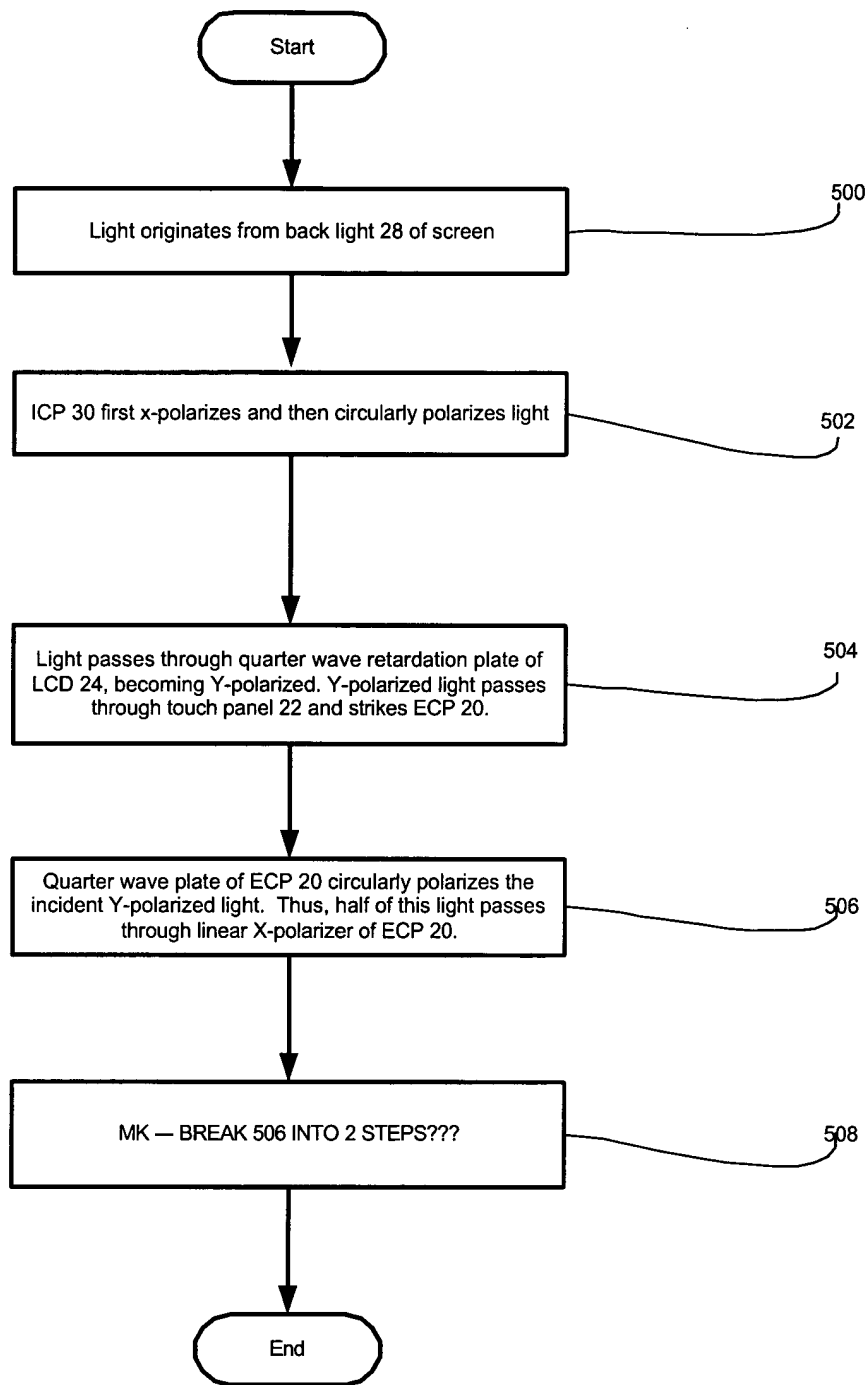 Start
Light originates from back light 28 of screen
500
ICP 30 first x-polarizes and then circularly polarizes light
502
Light passes through quarter wave retardation plate of
LCD 24, becoming Y-polarized. Y-polarized light passes
through touch panel 22 and strikes ECP 20.
504
Quarter wave plate of ECP 20 circularly polarizes the
incident Y-polarized light.  Thus, half of this light passes
through linear X-polarizer of ECP 20.
506
MK — BREAK 506 INTO 2 STEPS???
508
End